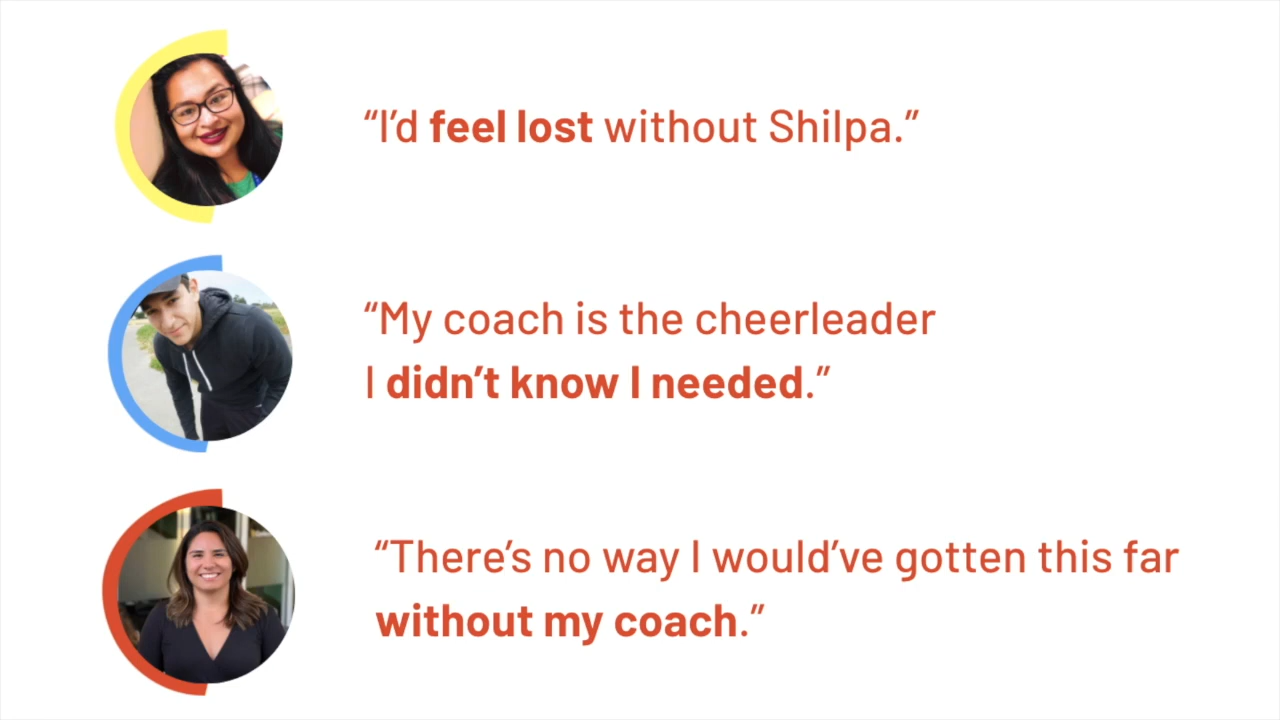 “I’d feel lost without Shilpa.”
“My coach is the cheerleader
I didn’t know I needed.”
“There’s no way I would’ve gotten this far
without my coach.”